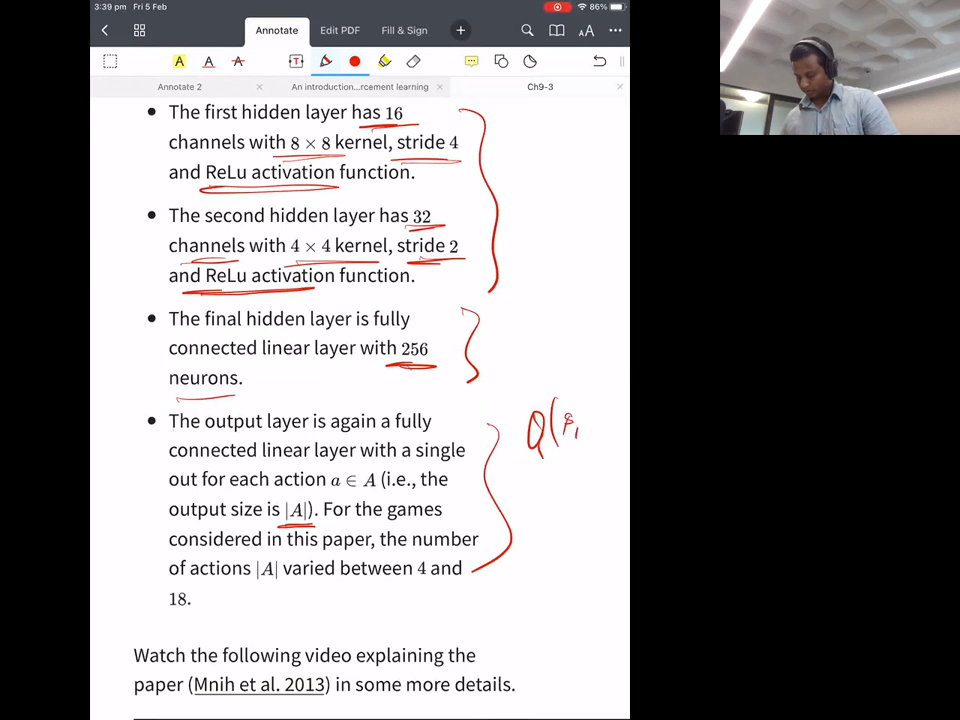 3:39 pm Fri 5 Feb
86%
Annotate
Edit PDF
Fill & Sign
AA
A A A T
Annotate 2
An introduction...rcement learning
Ch9-3
The first hidden layer has 16
channels with 8 × 8 kernel, stride 4
and ReLu activation function.
The second hidden layer has 32
channels with 4 × 4 kernel, stride 2
and ReLu activation function.
The final hidden layer is fully
connected linear layer with 256
neurons.
The output layer is again a fully
connected linear layer with a single
out for each action a ∈ A (i.e., the
output size is |A|). For the games
considered in this paper, the number
of actions |A| varied between 4 and
18.
Q(s,
Watch the following video explaining the
paper (Mnih et al. 2013) in some more details.